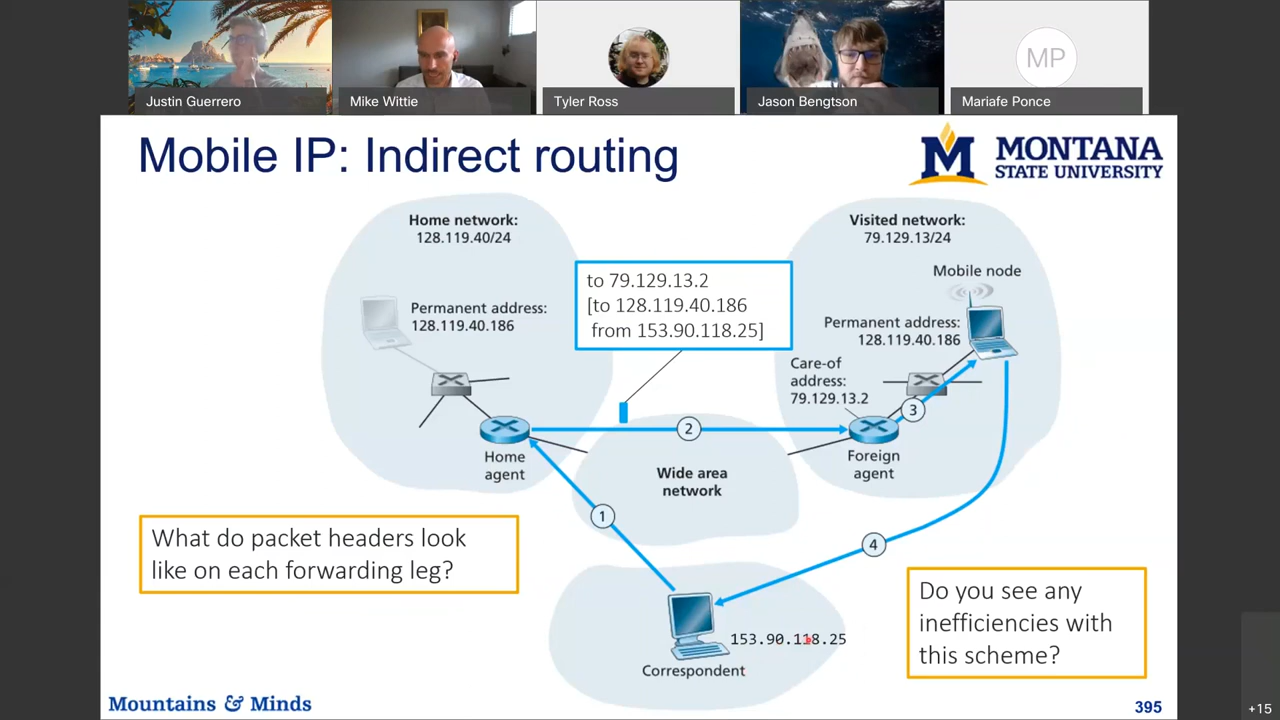 Justin Guerrero
Mike Wittie
Tyler Ross
Jason Bengtson
MP
Mariafe Ponce
Mobile IP: Indirect routing
M
MONTANA
STATE UNIVERSITY
Home network:
128.119.40/24
Visited network:
79.129.13/24
to 79.129.13.2
[to 128.119.40.186
from 153.90.118.25]
Mobile node
Permanent address:
128.119.40.186
Permanent address:
128.119.40.186
Care-of
address:
79.129.13.2
3
2
Home
agent
Foreign
agent
Wide area
network
1
4
What do packet headers look
like on each forwarding leg?
Do you see any
inefficiencies with
this scheme?
153.90.118.25
Correspondent
Mountains & Minds
395
+15